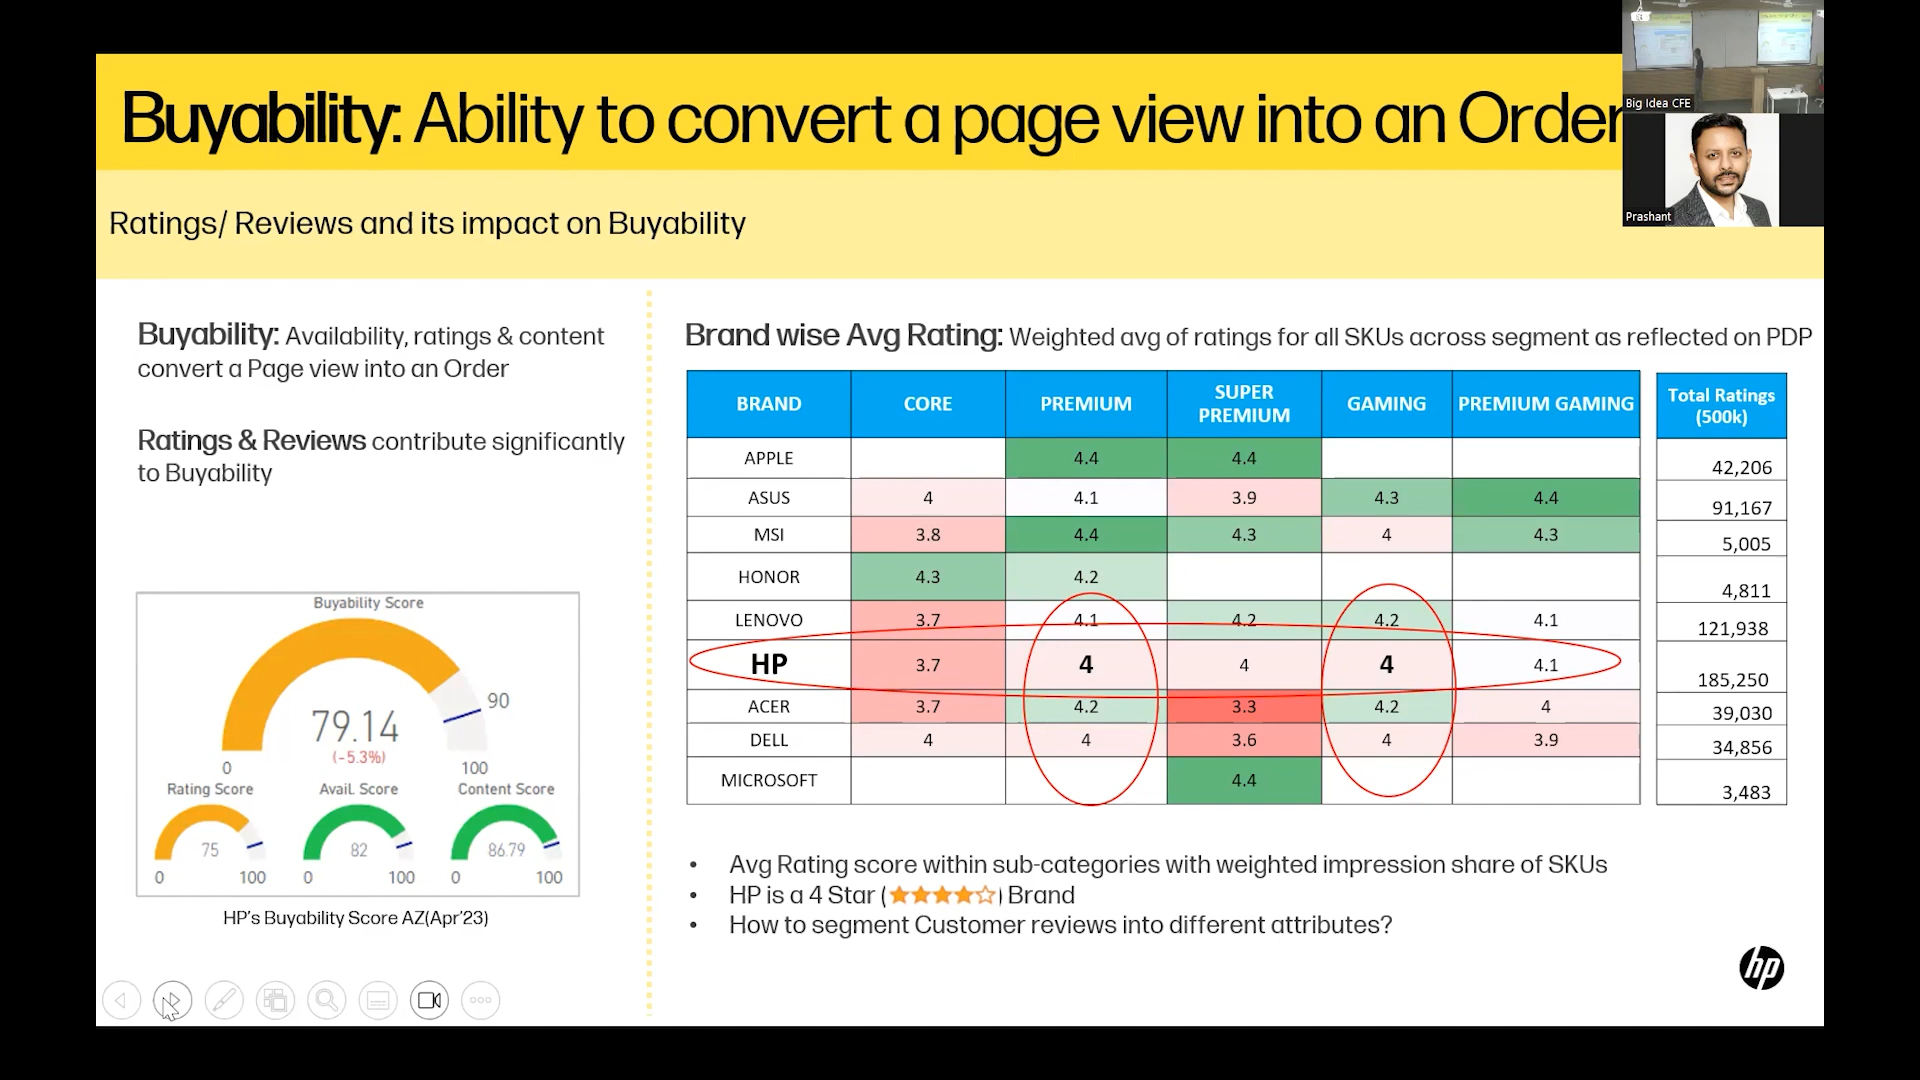 Buyability: Ability to convert a page view into an Order
Big Idea CFE
Prashant
Ratings/ Reviews and its impact on Buyability
Buyability: Availability, ratings & content
convert a Page view into an Order
Ratings & Reviews contribute significantly
to Buyability
Buyability Score
79.14
(-5.3%)
90
0
100
Rating Score
Avail. Score
Content Score
75
82
86.79
0 100
0 100
0 100
HP's Buyability Score AZ(Apr'23)
Brand wise Avg Rating: Weighted avg of ratings for all SKUs across segment as reflected on PDP
BRAND CORE PREMIUM SUPER PREMIUM GAMING PREMIUM GAMING Total Ratings (500k)
APPLE 4.4 4.4 42,206
ASUS 4 4.1 3.9 4.3 4.4 91,167
MSI 3.8 4.4 4.3 4 4.3 5,005
HONOR 4.3 4.2 4,811
LENOVO 3.7 4.1 4.2 4.2 4.1 121,938
HP 3.7 4 4 4 4.1 185,250
ACER 3.7 4.2 3.3 4.2 4 39,030
DELL 4 4 3.6 4 3.9 34,856
MICROSOFT 4.4 3,483
• Avg Rating score within sub-categories with weighted impression share of SKUs
• HP is a 4 Star (★★★★☆) Brand
• How to segment Customer reviews into different attributes?
hp